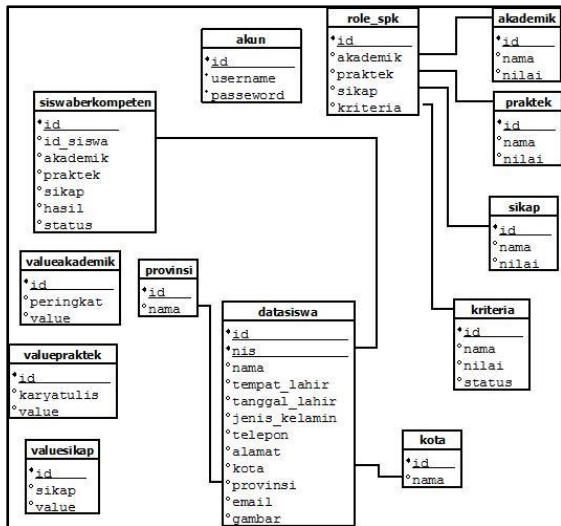 role_spk
id
akademik
praktek
sikap
kriteria
akademik
id
nama
nilai
akun
id
username
passeword
siswaberkompeten
id
id_siswa
akademik
praktek
sikap
hasil
status
praktek
id
nama
nilai
sikap
id
nama
nilai
valueakademik
id
peringkat
value
provinsi
id
nama
datasiswa
id
nis
nama
tempat_lahir
tanggal_lahir
jenis_kelamin
telepon
alamat
kota
provinsi
email
gambar
kriteria
id
nama
nilai
status
valuepraktek
id
karyatulis
value
valuesikap
id
sikap
value
kota
id
nama